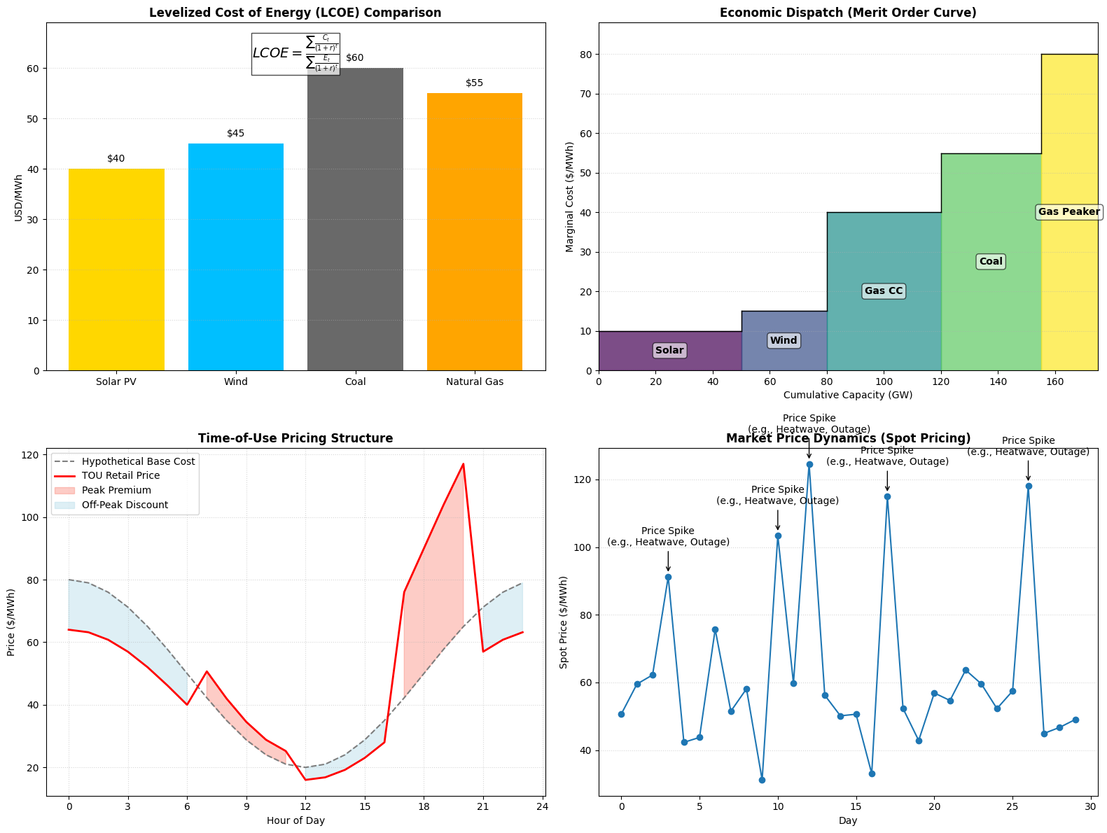 Levelized Cost of Energy (LCOE) Comparison
LCOE = \frac{\sum \frac{C_t}{(1+r)^t}}{\sum \frac{E_t}{(1+r)^t}}
$40
$45
$60
$55
USD/MWh
0
10
20
30
40
50
60
Solar PV
Wind
Coal
Natural Gas
Economic Dispatch (Merit Order Curve)
Marginal Cost ($/MWh)
0
10
20
30
40
50
60
70
80
Solar
Wind
Gas CC
Coal
Gas Peaker
0
20
40
60
80
100
120
140
160
Cumulative Capacity (GW)
Time-of-Use Pricing Structure
Hypothetical Base Cost
TOU Retail Price
Peak Premium
Off-Peak Discount
Price ($/MWh)
20
40
60
80
100
120
0
3
6
9
12
15
18
21
24
Hour of Day
Market Price Dynamics (Spot Pricing)
Price Spike
(e.g., Heatwave, Outage)
Price Spike
(e.g., Heatwave, Outage)
Price Spike
(e.g., Heatwave, Outage)
Price Spike
(e.g., Heatwave, Outage)
Price Spike
(e.g., Heatwave, Outage)
Spot Price ($/MWh)
40
60
80
100
120
0
5
10
15
20
25
30
Day